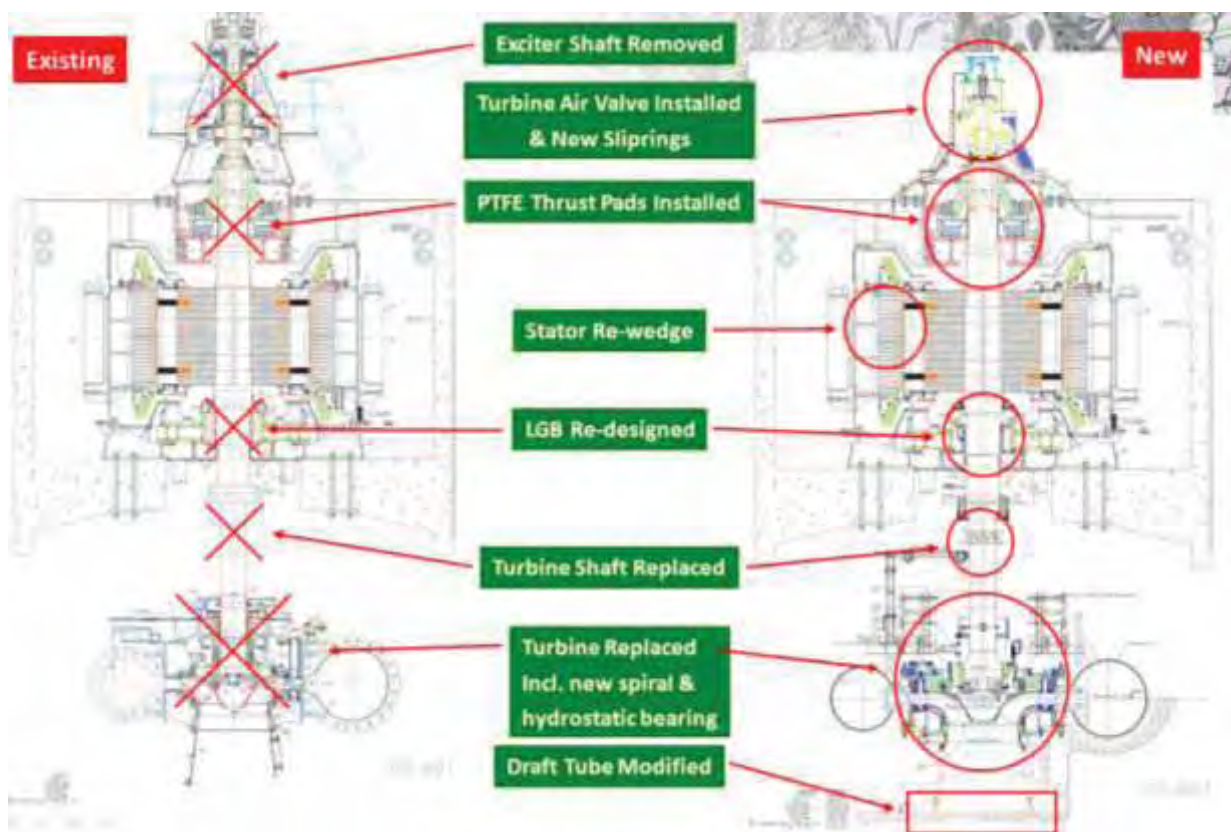 Existing
New
Exciter Shaft Removed
Turbine Air Valve Installed
& New Sliprings
PTFE Thrust Pads Installed
Stator Re-wedge
LGB Re-designed
Turbine Shaft Replaced
Turbine Replaced
Incl. new spiral &
hydrostatic bearing
Draft Tube Modified